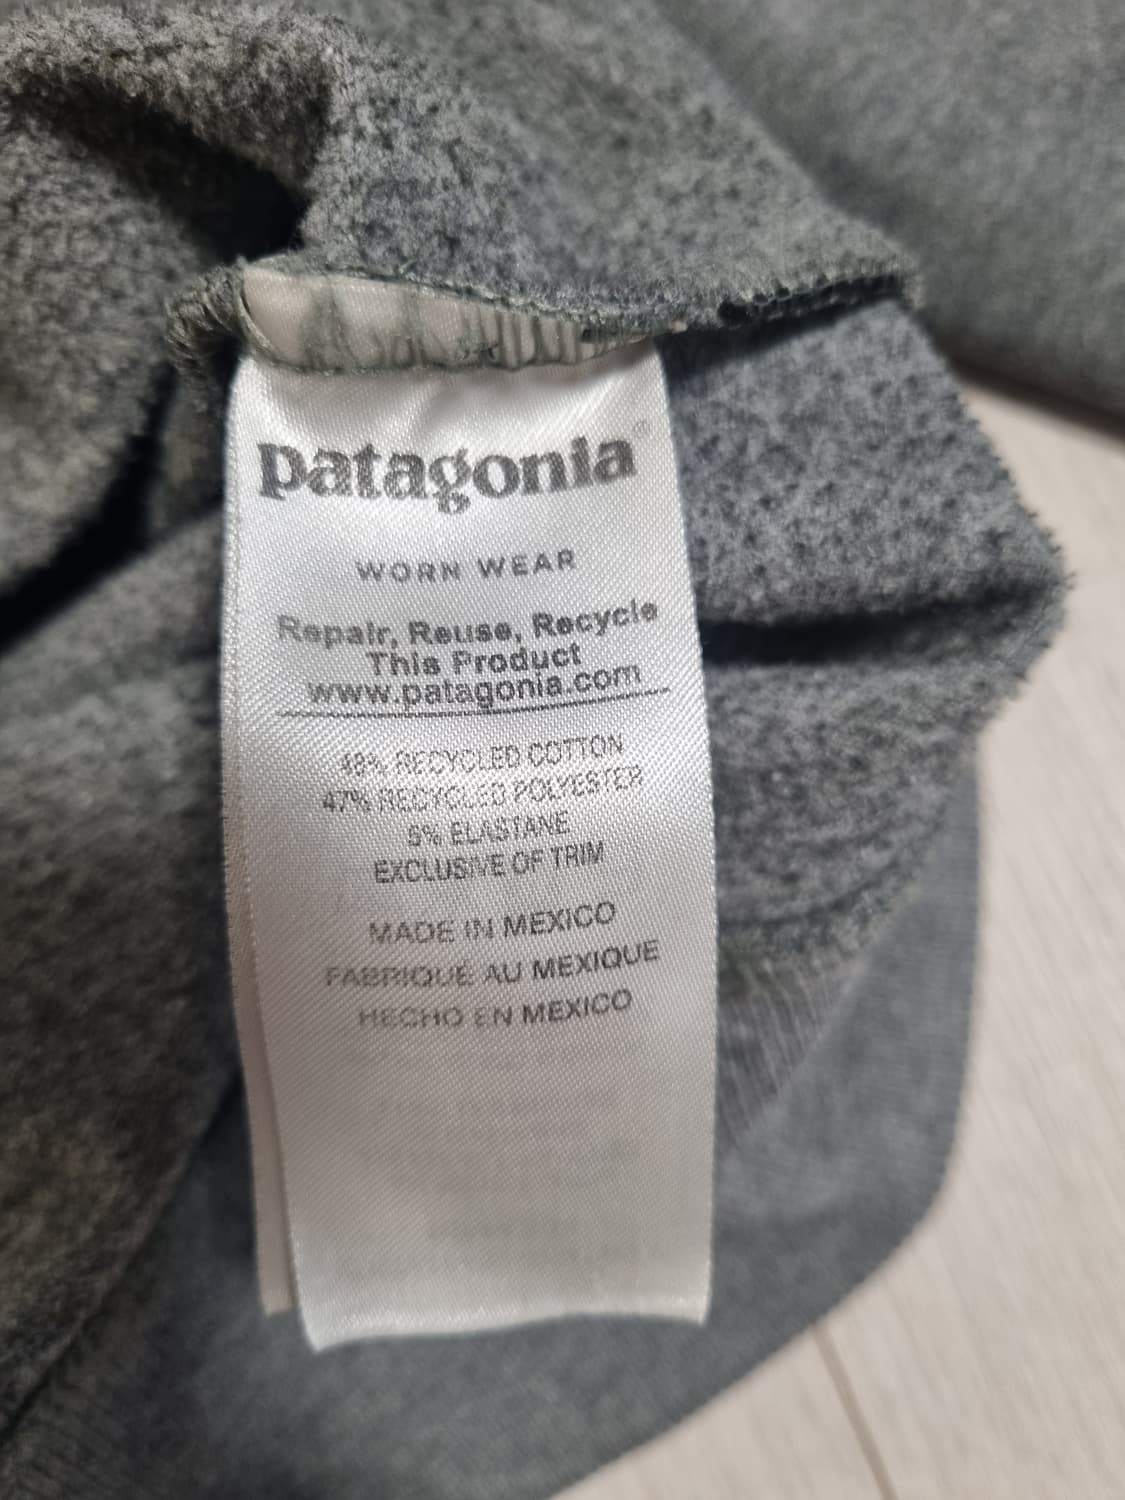 patagonia®
WORN WEAR
Repair, Reuse, Recycle
This Product
www.patagonia.com
48% RECYCLED COTTON
47% RECYCLED POLYESTER
5% ELASTANE
EXCLUSIVE OF TRIM
MADE IN MEXICO
FABRIQUÉ AU MEXIQUE
HECHO EN MEXICO